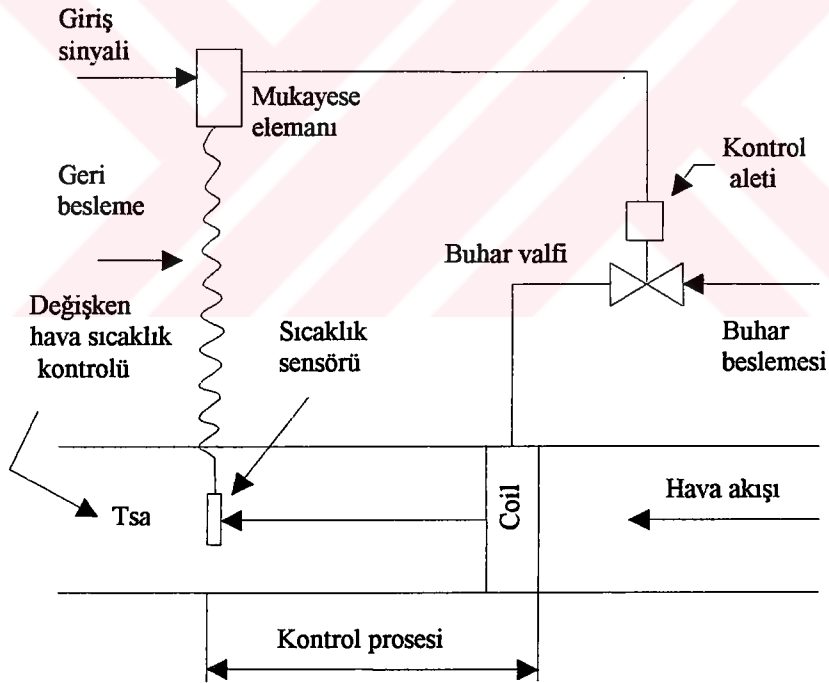 Giriş
sinyali
Mukayese
elemanı
Kontrol
aleti
Geri
besleme
Buhar valfi
Değişken
hava sıcaklık
kontrolü
Sıcaklık
sensörü
Buhar
beslemesi
Tsa
Coil
Hava akışı
Kontrol prosesi